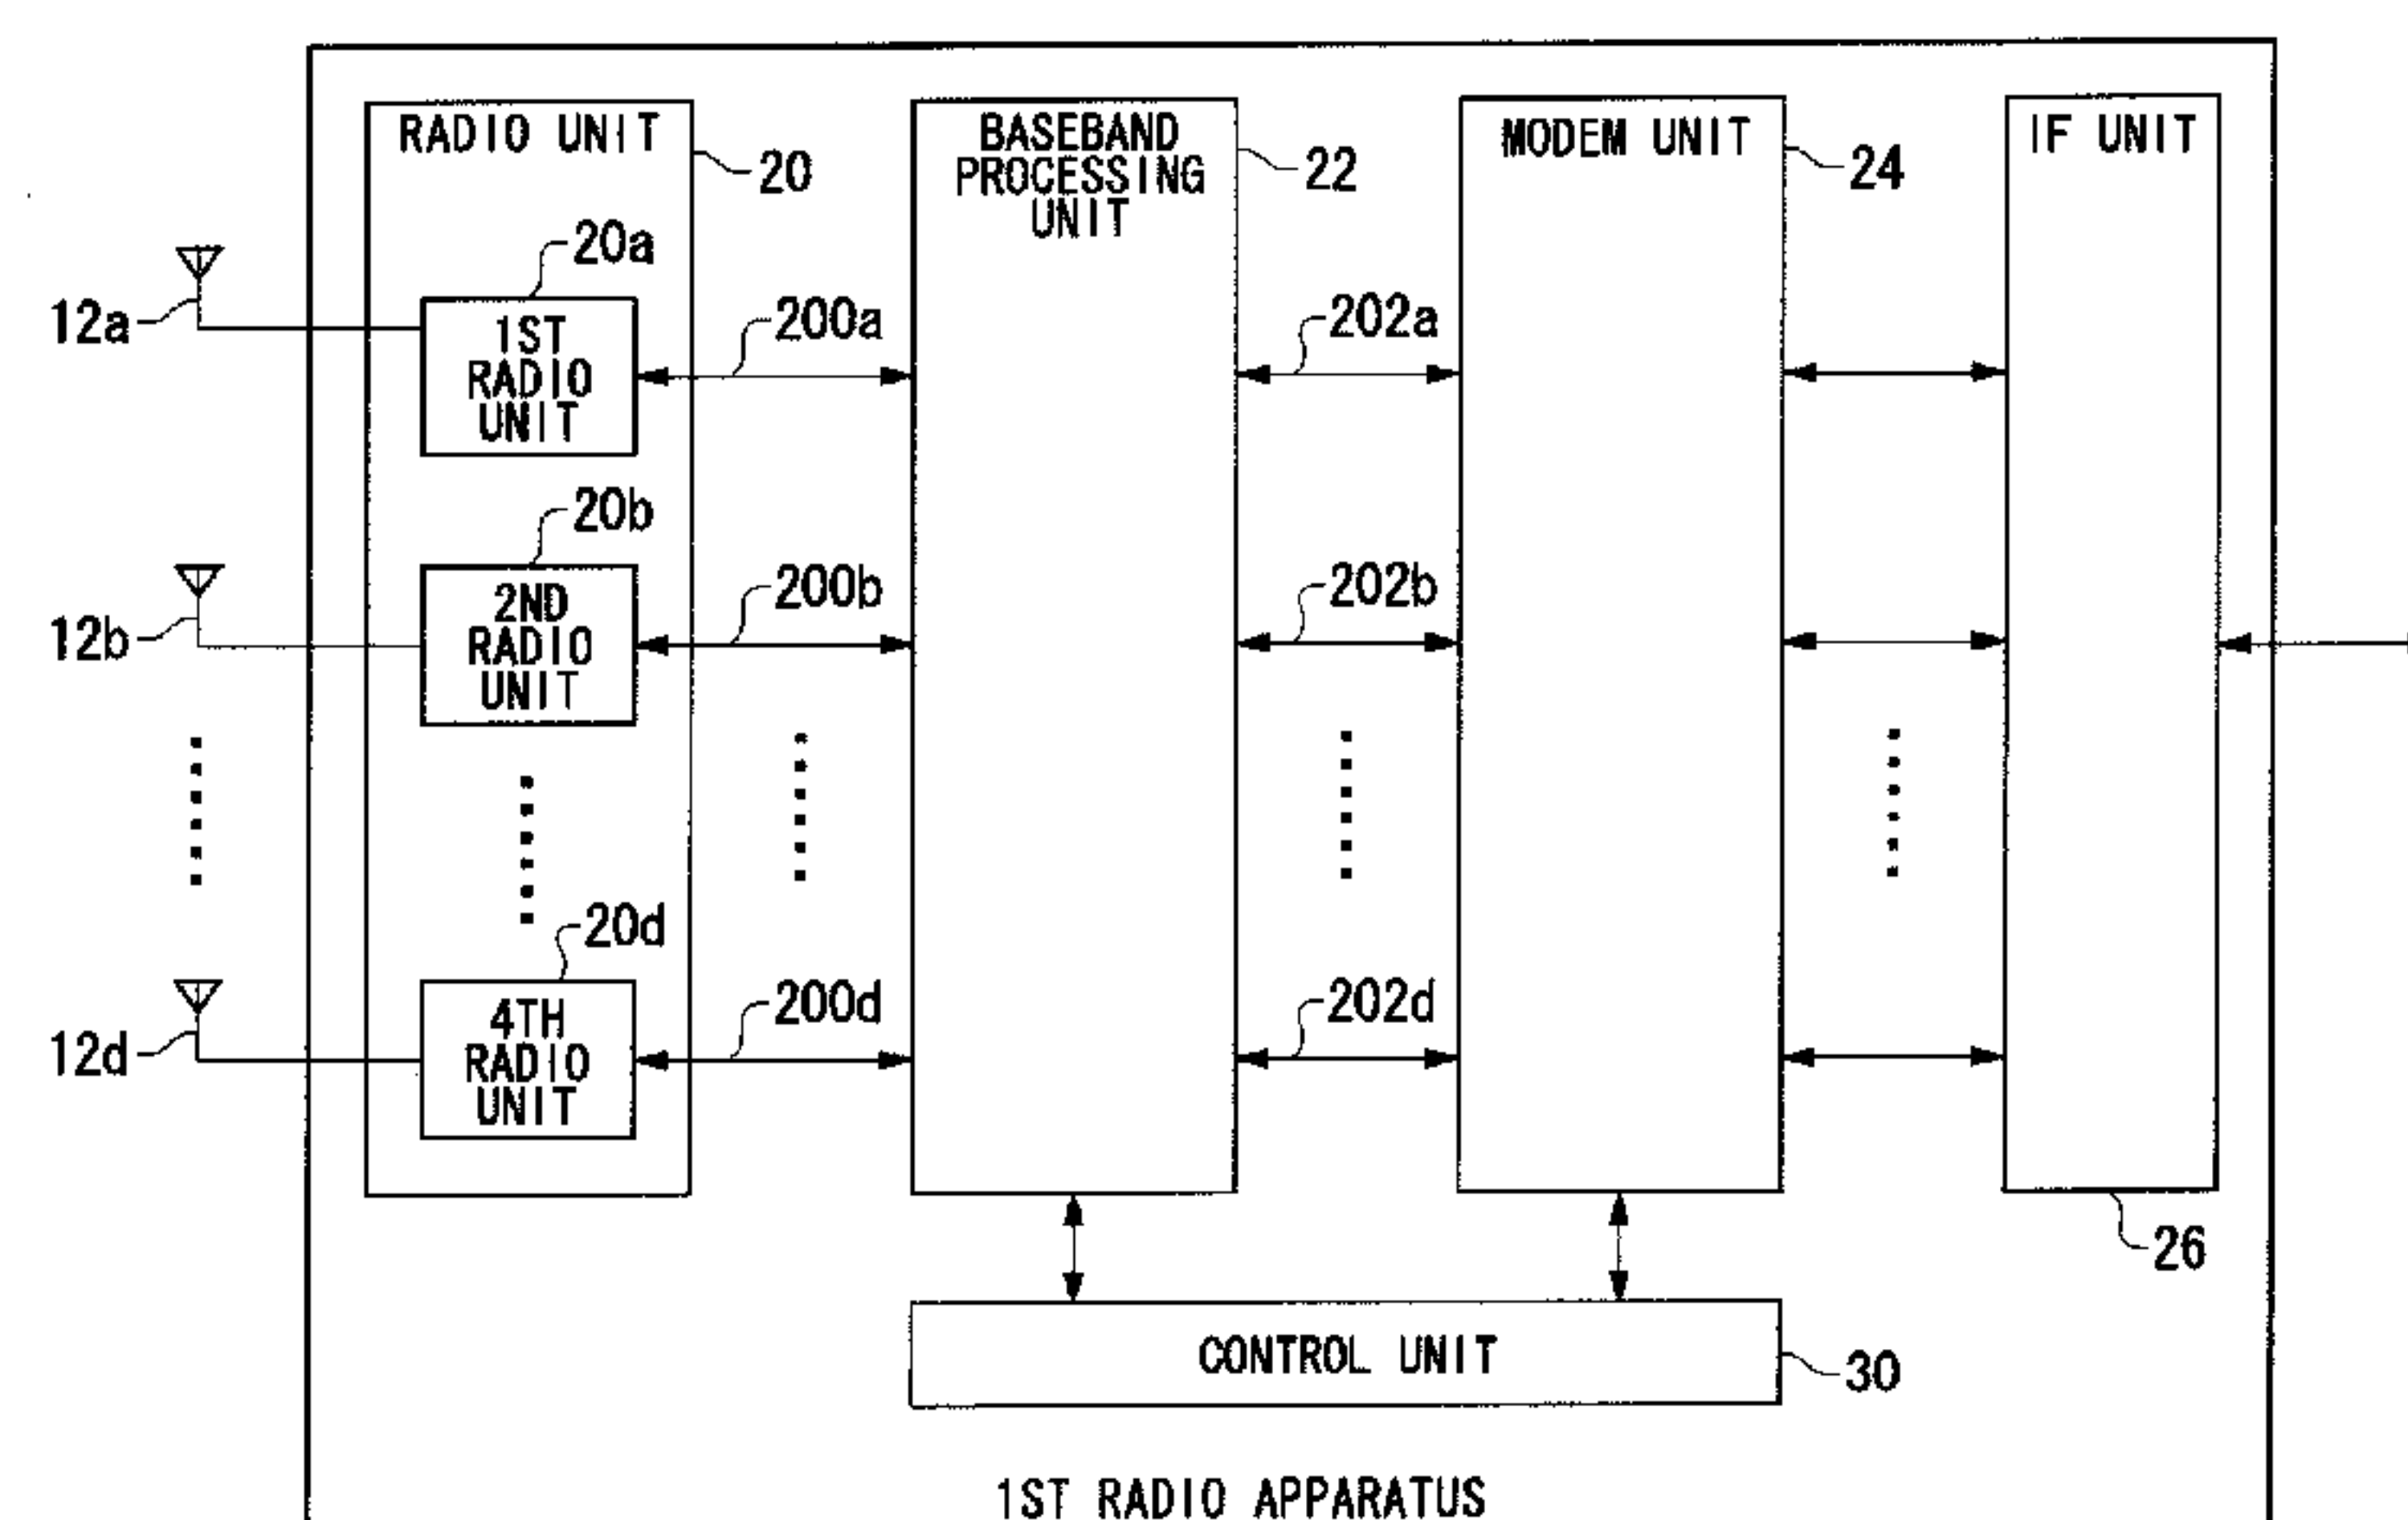 RADIO UNIT
20
BASEBAND
PROCESSING
UNIT
22
MODEM UNIT
24
IF UNIT
12a
20a
1ST
RADIO
UNIT
200a
202a
12b
20b
2ND
RADIO
UNIT
200b
202b
12d
20d
4TH
RADIO
UNIT
200d
202d
26
CONTROL UNIT
30
1ST RADIO APPARATUS